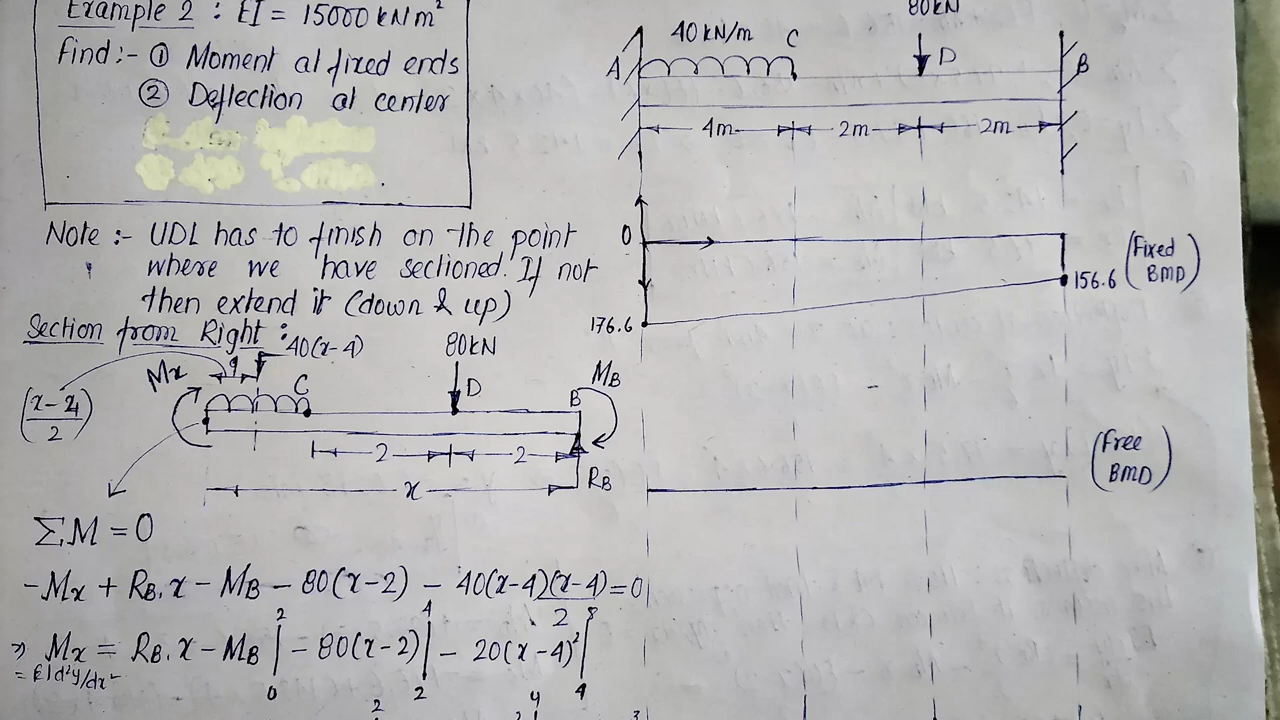 Example 2 : EI = 15000 kNm²
Find :- ① Moment at fixed ends
② Deflection at center
Note :- UDL has to finish on the point
where we have sectioned. If not
then extend it (down & up)
Section from Right :
40(x-4)
80kN
Mx
C
D
MB
B
(x-4)/2
2
2
x
RB
ΣM = 0
-Mx + RB.x - MB - 80(x-2) - 40(x-4)(x-4)/2 = 0
⇒ Mx = RB.x - MB |₀² - 80(x-2) |₂⁴ - 20(x-4)² |₄⁸
= EId²y/dx²
80kN
40 kN/m
C
D
A
B
4m
2m
2m
0
176.6
156.6
(Fixed
BMD)
(Free
BMD)